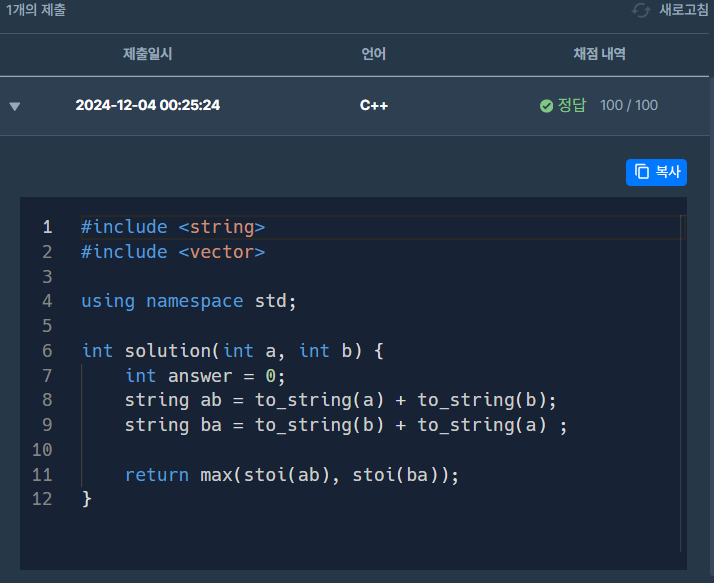 1개의 제출 새로고침
제출일시 언어 채점 내역
2024-12-04 00:25:24 C++ 정답 100 / 100
복사
1 #include <string>
2 #include <vector>
3
4 using namespace std;
5
6 int solution(int a, int b) {
7     int answer = 0;
8     string ab = to_string(a) + to_string(b);
9     string ba = to_string(b) + to_string(a) ;
10
11     return max(stoi(ab), stoi(ba));
12 }